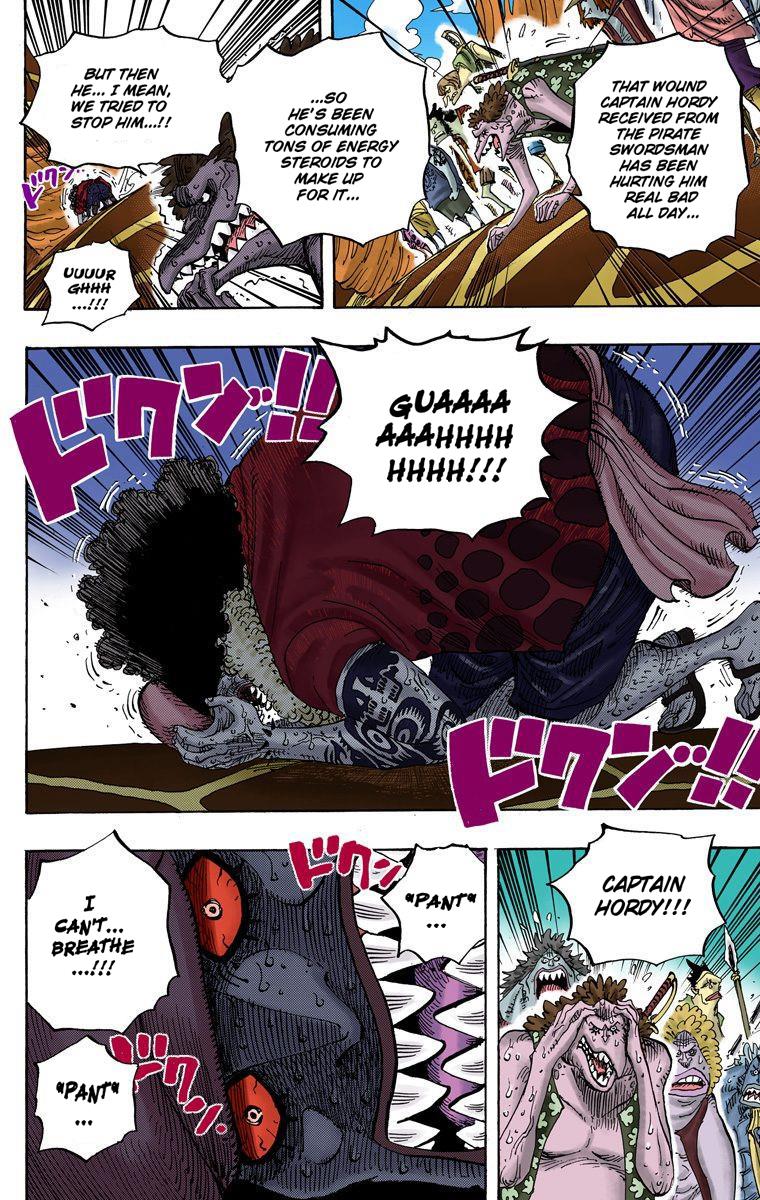 THAT WOUND
CAPTAIN HORDY
RECEIVED FROM
THE PIRATE
SWORDSMAN
HAS BEEN
HURTING HIM
REAL BAD
ALL DAY...
...SO
HE'S BEEN
CONSUMING
TONS OF ENERGY
STEROIDS TO
MAKE UP
FOR IT...
BUT THEN
HE... I MEAN,
WE TRIED TO
STOP HIM...!!
ドクン‥
UUUUR
GHHH
...!!!
ドクン!!
GUAAAA
AAAHHHH
HHHH!!!
ドクン!!
CAPTAIN
HORDY!!!
ドクン
*PANT*
...
I
CAN'T...
BREATHE
...!!!
ドクン.
*PANT*
...